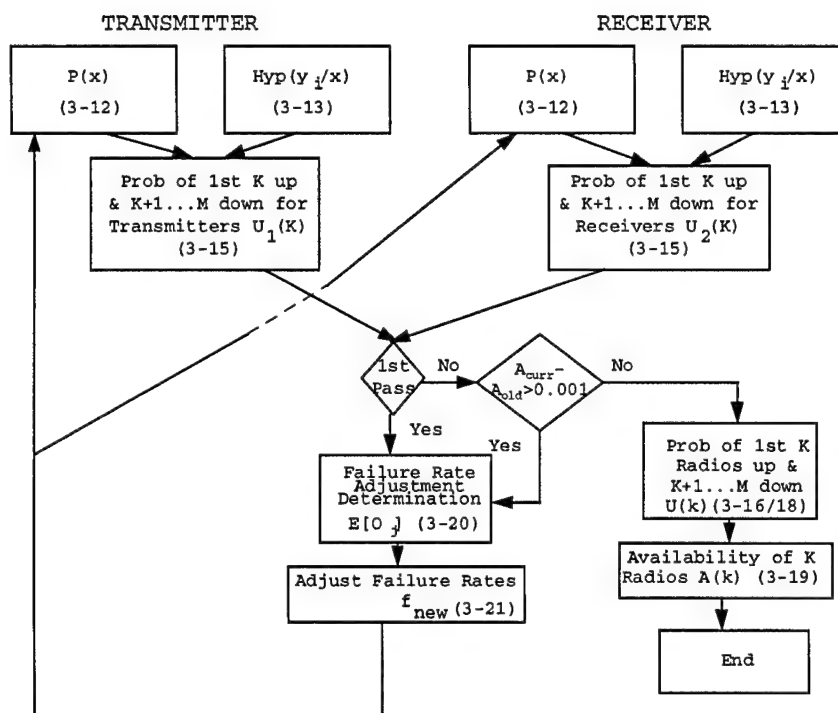 TRANSMITTER
RECEIVER
P(x)
(3-12)
Hyp(y i/x)
(3-13)
P(x)
(3-12)
Hyp(y i/x)
(3-13)
Prob of 1st K up
& K+1...M down for
Transmitters U1(K)
(3-15)
Prob of 1st K up
& K+1...M down for
Receivers U2(K)
(3-15)
1st
Pass
No
Acurr-
Aold>0.001
No
Yes
Yes
Failure Rate
Adjustment
Determination
E[O j] (3-20)
Prob of 1st K
Radios up &
K+1...M down
U(k)(3-16/18)
Adjust Failure Rates
fnew (3-21)
Availability of K
Radios A(k) (3-19)
End